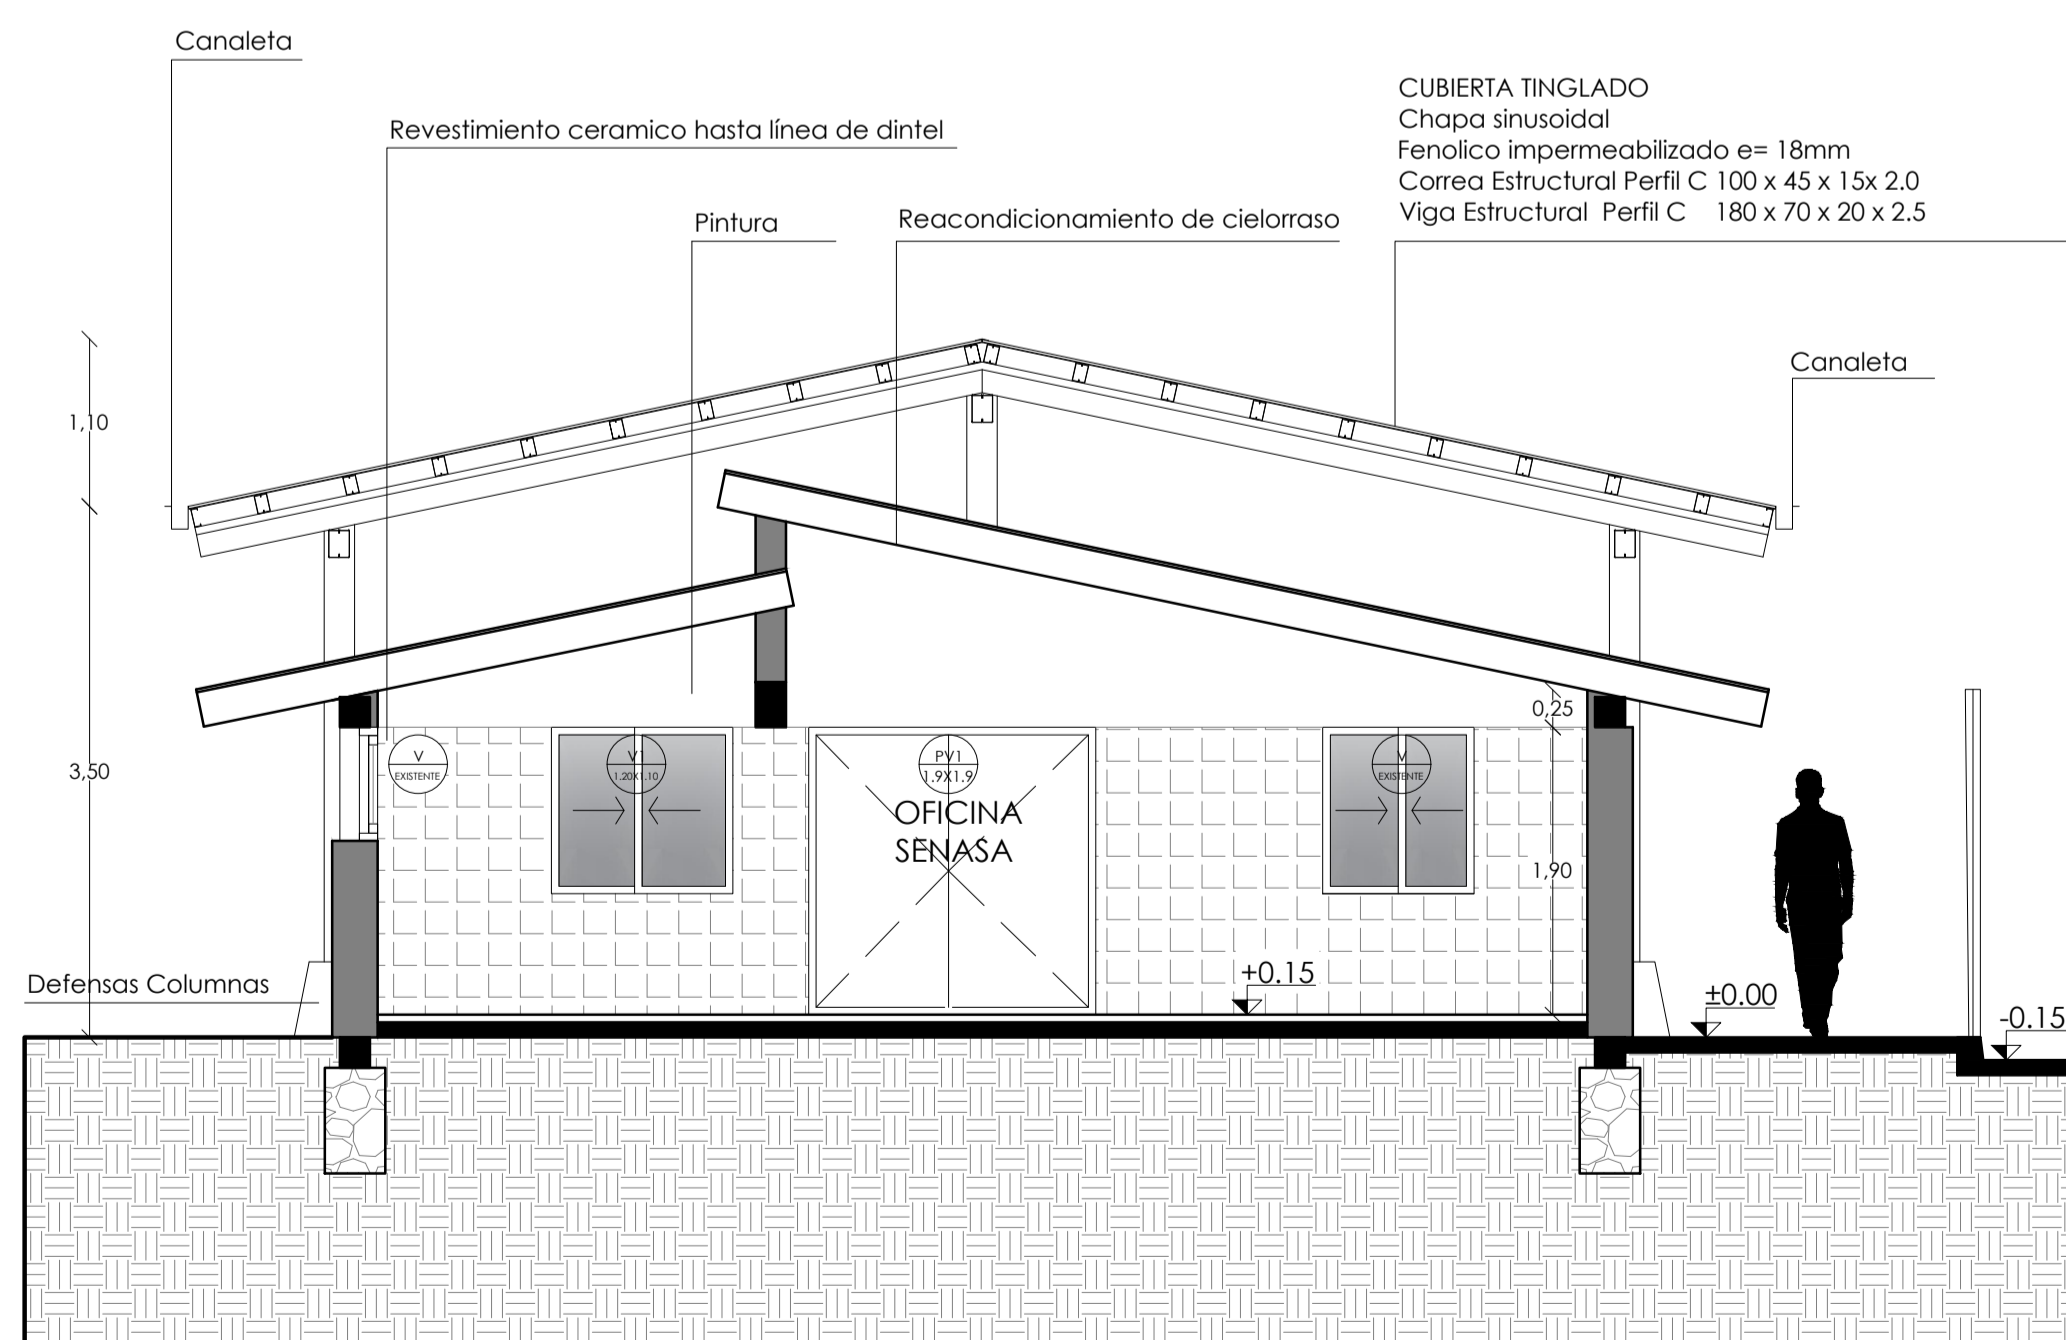 Canaleta
CUBIERTA TINGLADO
Chapa sinusoidal
Fenolico impermeabilizado e= 18mm
Correa Estructural Perfil C 100 x 45 x 15x 2.0
Viga Estructural Perfil C 180 x 70 x 20 x 2.5
Revestimiento ceramico hasta línea de dintel
Pintura
Reacondicionamiento de cielorraso
Canaleta
1,10
3,50
0,25
V
EXISTENTE
V1
1.20X1.10
PV1
1.9X1.9
V
EXISTENTE
OFICINA
SENASA
1,90
Defensas Columnas
+0.15
±0.00
-0.15